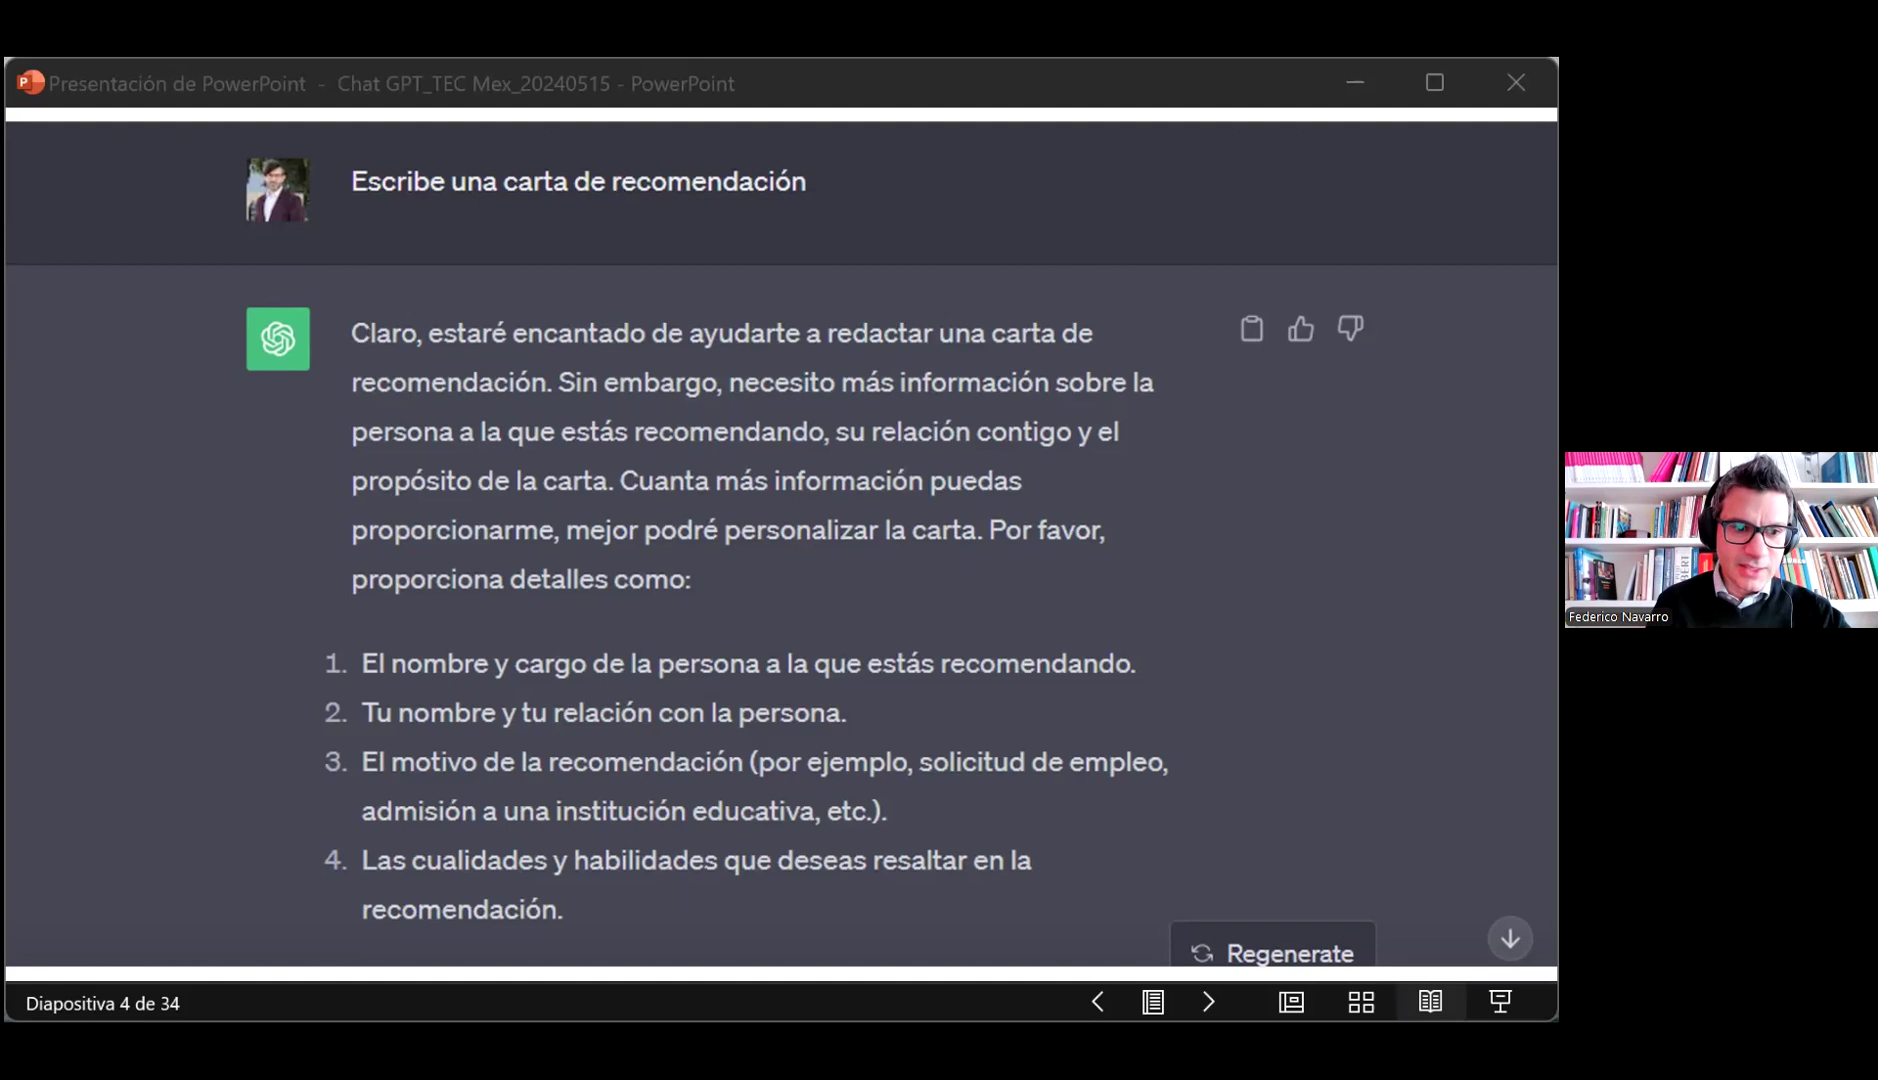 Presentación de PowerPoint - Chat GPT_TEC Mex_20240515 - PowerPoint
Escribe una carta de recomendación
Claro, estaré encantado de ayudarte a redactar una carta de
recomendación. Sin embargo, necesito más información sobre la
persona a la que estás recomendando, su relación contigo y el
propósito de la carta. Cuanta más información puedas
proporcionarme, mejor podré personalizar la carta. Por favor,
proporciona detalles como:
1. El nombre y cargo de la persona a la que estás recomendando.
2. Tu nombre y tu relación con la persona.
3. El motivo de la recomendación (por ejemplo, solicitud de empleo,
admisión a una institución educativa, etc.).
4. Las cualidades y habilidades que deseas resaltar en la
recomendación.
Regenerate
Diapositiva 4 de 34
Federico Navarro